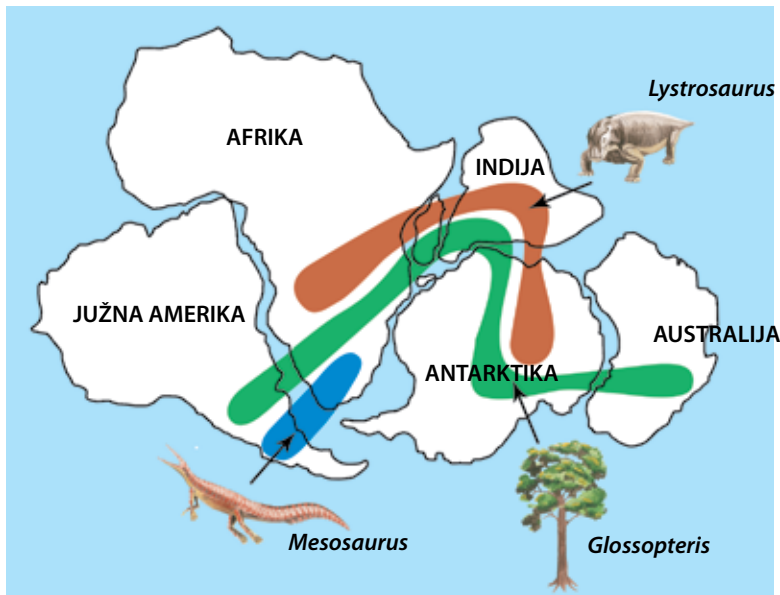 Lystrosaurus
AFRIKA
INDIJA
JUŽNA AMERIKA
AUSTRALIJA
ANTARKTIKA
Mesosaurus
Glossopteris